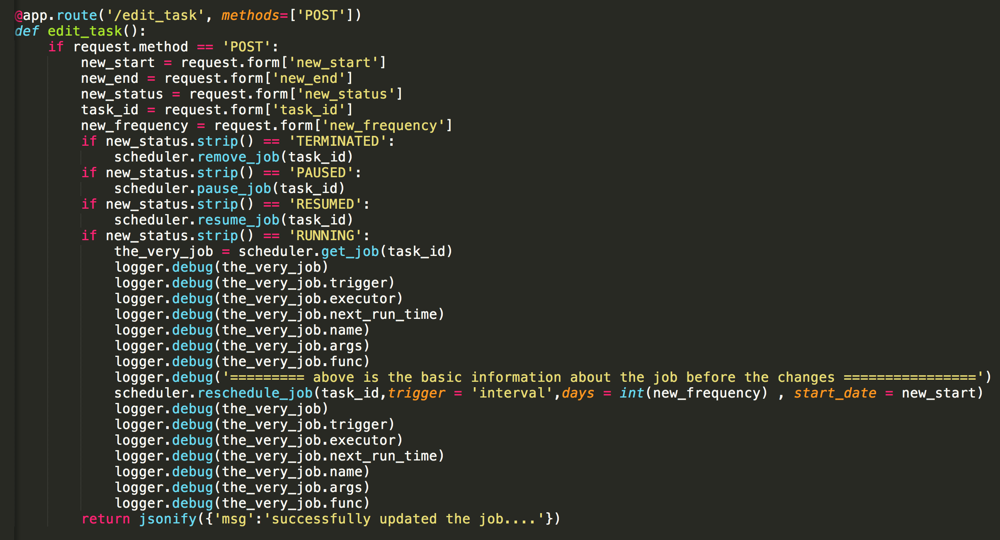 @app.route('/edit_task', methods=['POST'])
def edit_task():
    if request.method == 'POST':
        new_start = request.form['new_start']
        new_end = request.form['new_end']
        new_status = request.form['new_status']
        task_id = request.form['task_id']
        new_frequency = request.form['new_frequency']
        if new_status.strip() == 'TERMINATED':
            scheduler.remove_job(task_id)
        if new_status.strip() == 'PAUSED':
            scheduler.pause_job(task_id)
        if new_status.strip() == 'RESUMED':
            scheduler.resume_job(task_id)
        if new_status.strip() == 'RUNNING':
            the_very_job = scheduler.get_job(task_id)
            logger.debug(the_very_job)
            logger.debug(the_very_job.trigger)
            logger.debug(the_very_job.executor)
            logger.debug(the_very_job.next_run_time)
            logger.debug(the_very_job.name)
            logger.debug(the_very_job.args)
            logger.debug(the_very_job.func)
            logger.debug('========= above is the basic information about the job before the changes ================')
            scheduler.reschedule_job(task_id,trigger = 'interval',days = int(new_frequency) , start_date = new_start)
            logger.debug(the_very_job)
            logger.debug(the_very_job.trigger)
            logger.debug(the_very_job.executor)
            logger.debug(the_very_job.next_run_time)
            logger.debug(the_very_job.name)
            logger.debug(the_very_job.args)
            logger.debug(the_very_job.func)
        return jsonify({'msg':'successfully updated the job....'})